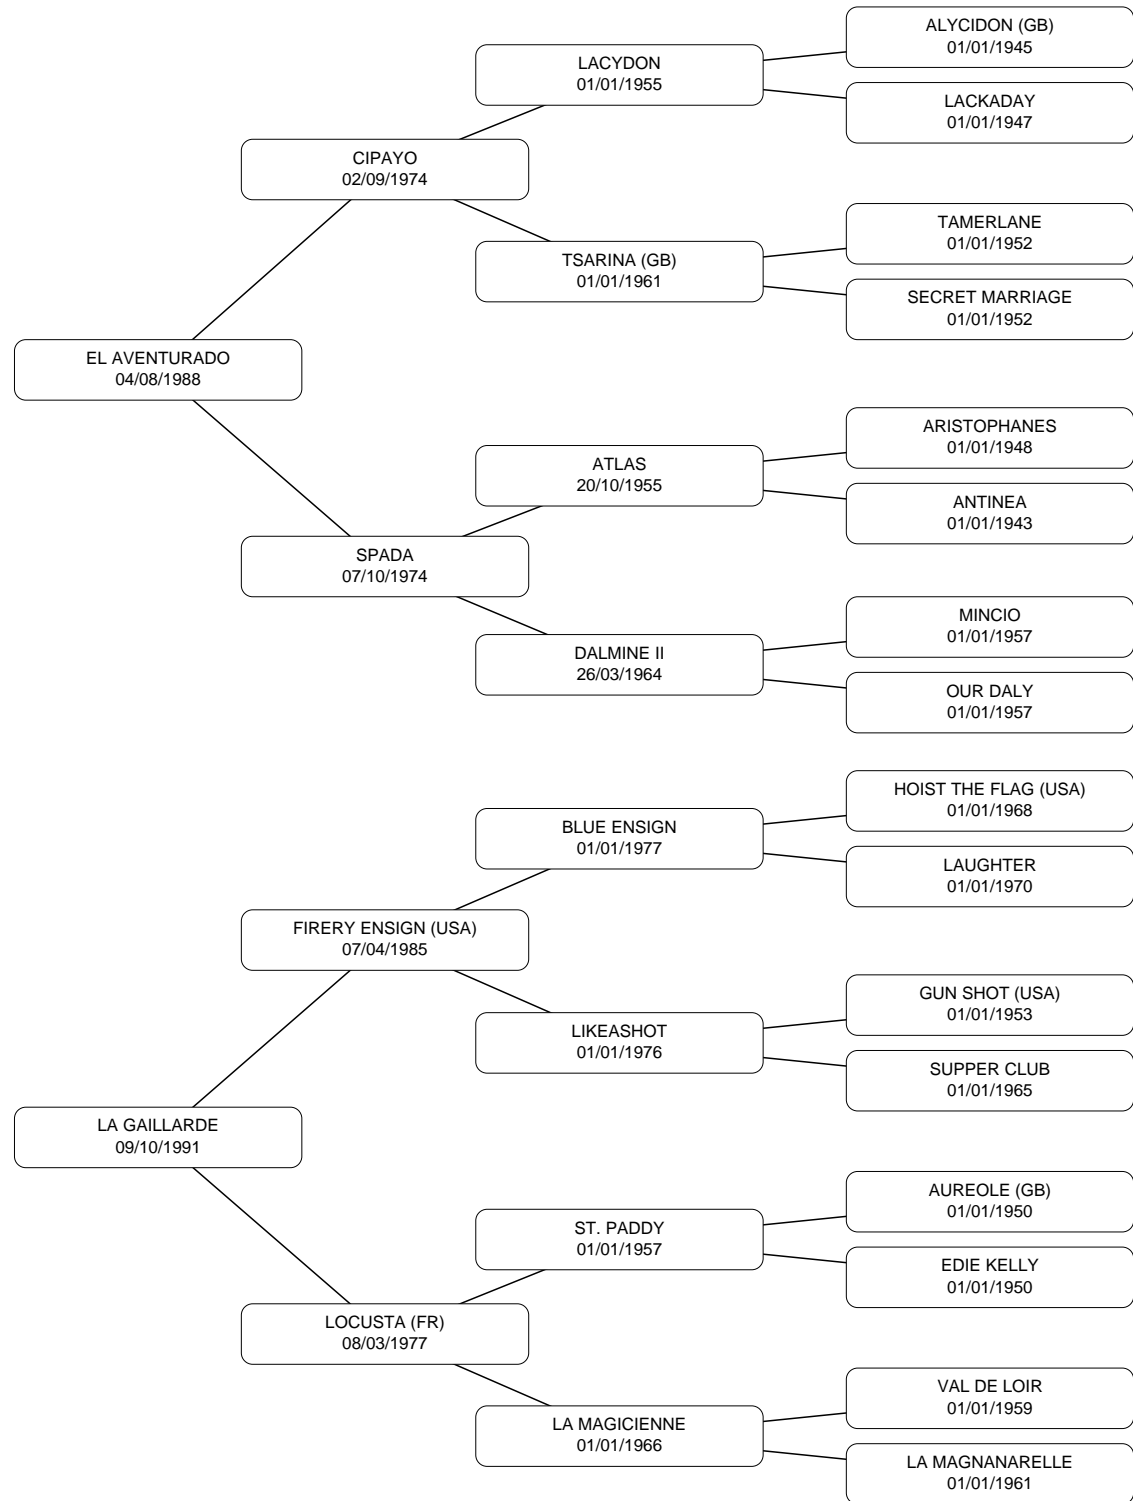 ALYCIDON (GB)
01/01/1945
LACYDON
01/01/1955
LACKADAY
01/01/1947
CIPAYO
02/09/1974
TAMERLANE
01/01/1952
TSARINA (GB)
01/01/1961
SECRET MARRIAGE
01/01/1952
EL AVENTURADO
04/08/1988
ARISTOPHANES
01/01/1948
ATLAS
20/10/1955
ANTINEA
01/01/1943
SPADA
07/10/1974
MINCIO
01/01/1957
DALMINE II
26/03/1964
OUR DALY
01/01/1957
HOIST THE FLAG (USA)
01/01/1968
BLUE ENSIGN
01/01/1977
LAUGHTER
01/01/1970
FIRERY ENSIGN (USA)
07/04/1985
GUN SHOT (USA)
01/01/1953
LIKEASHOT
01/01/1976
SUPPER CLUB
01/01/1965
LA GAILLARDE
09/10/1991
AUREOLE (GB)
01/01/1950
ST. PADDY
01/01/1957
EDIE KELLY
01/01/1950
LOCUSTA (FR)
08/03/1977
VAL DE LOIR
01/01/1959
LA MAGICIENNE
01/01/1966
LA MAGNANARELLE
01/01/1961